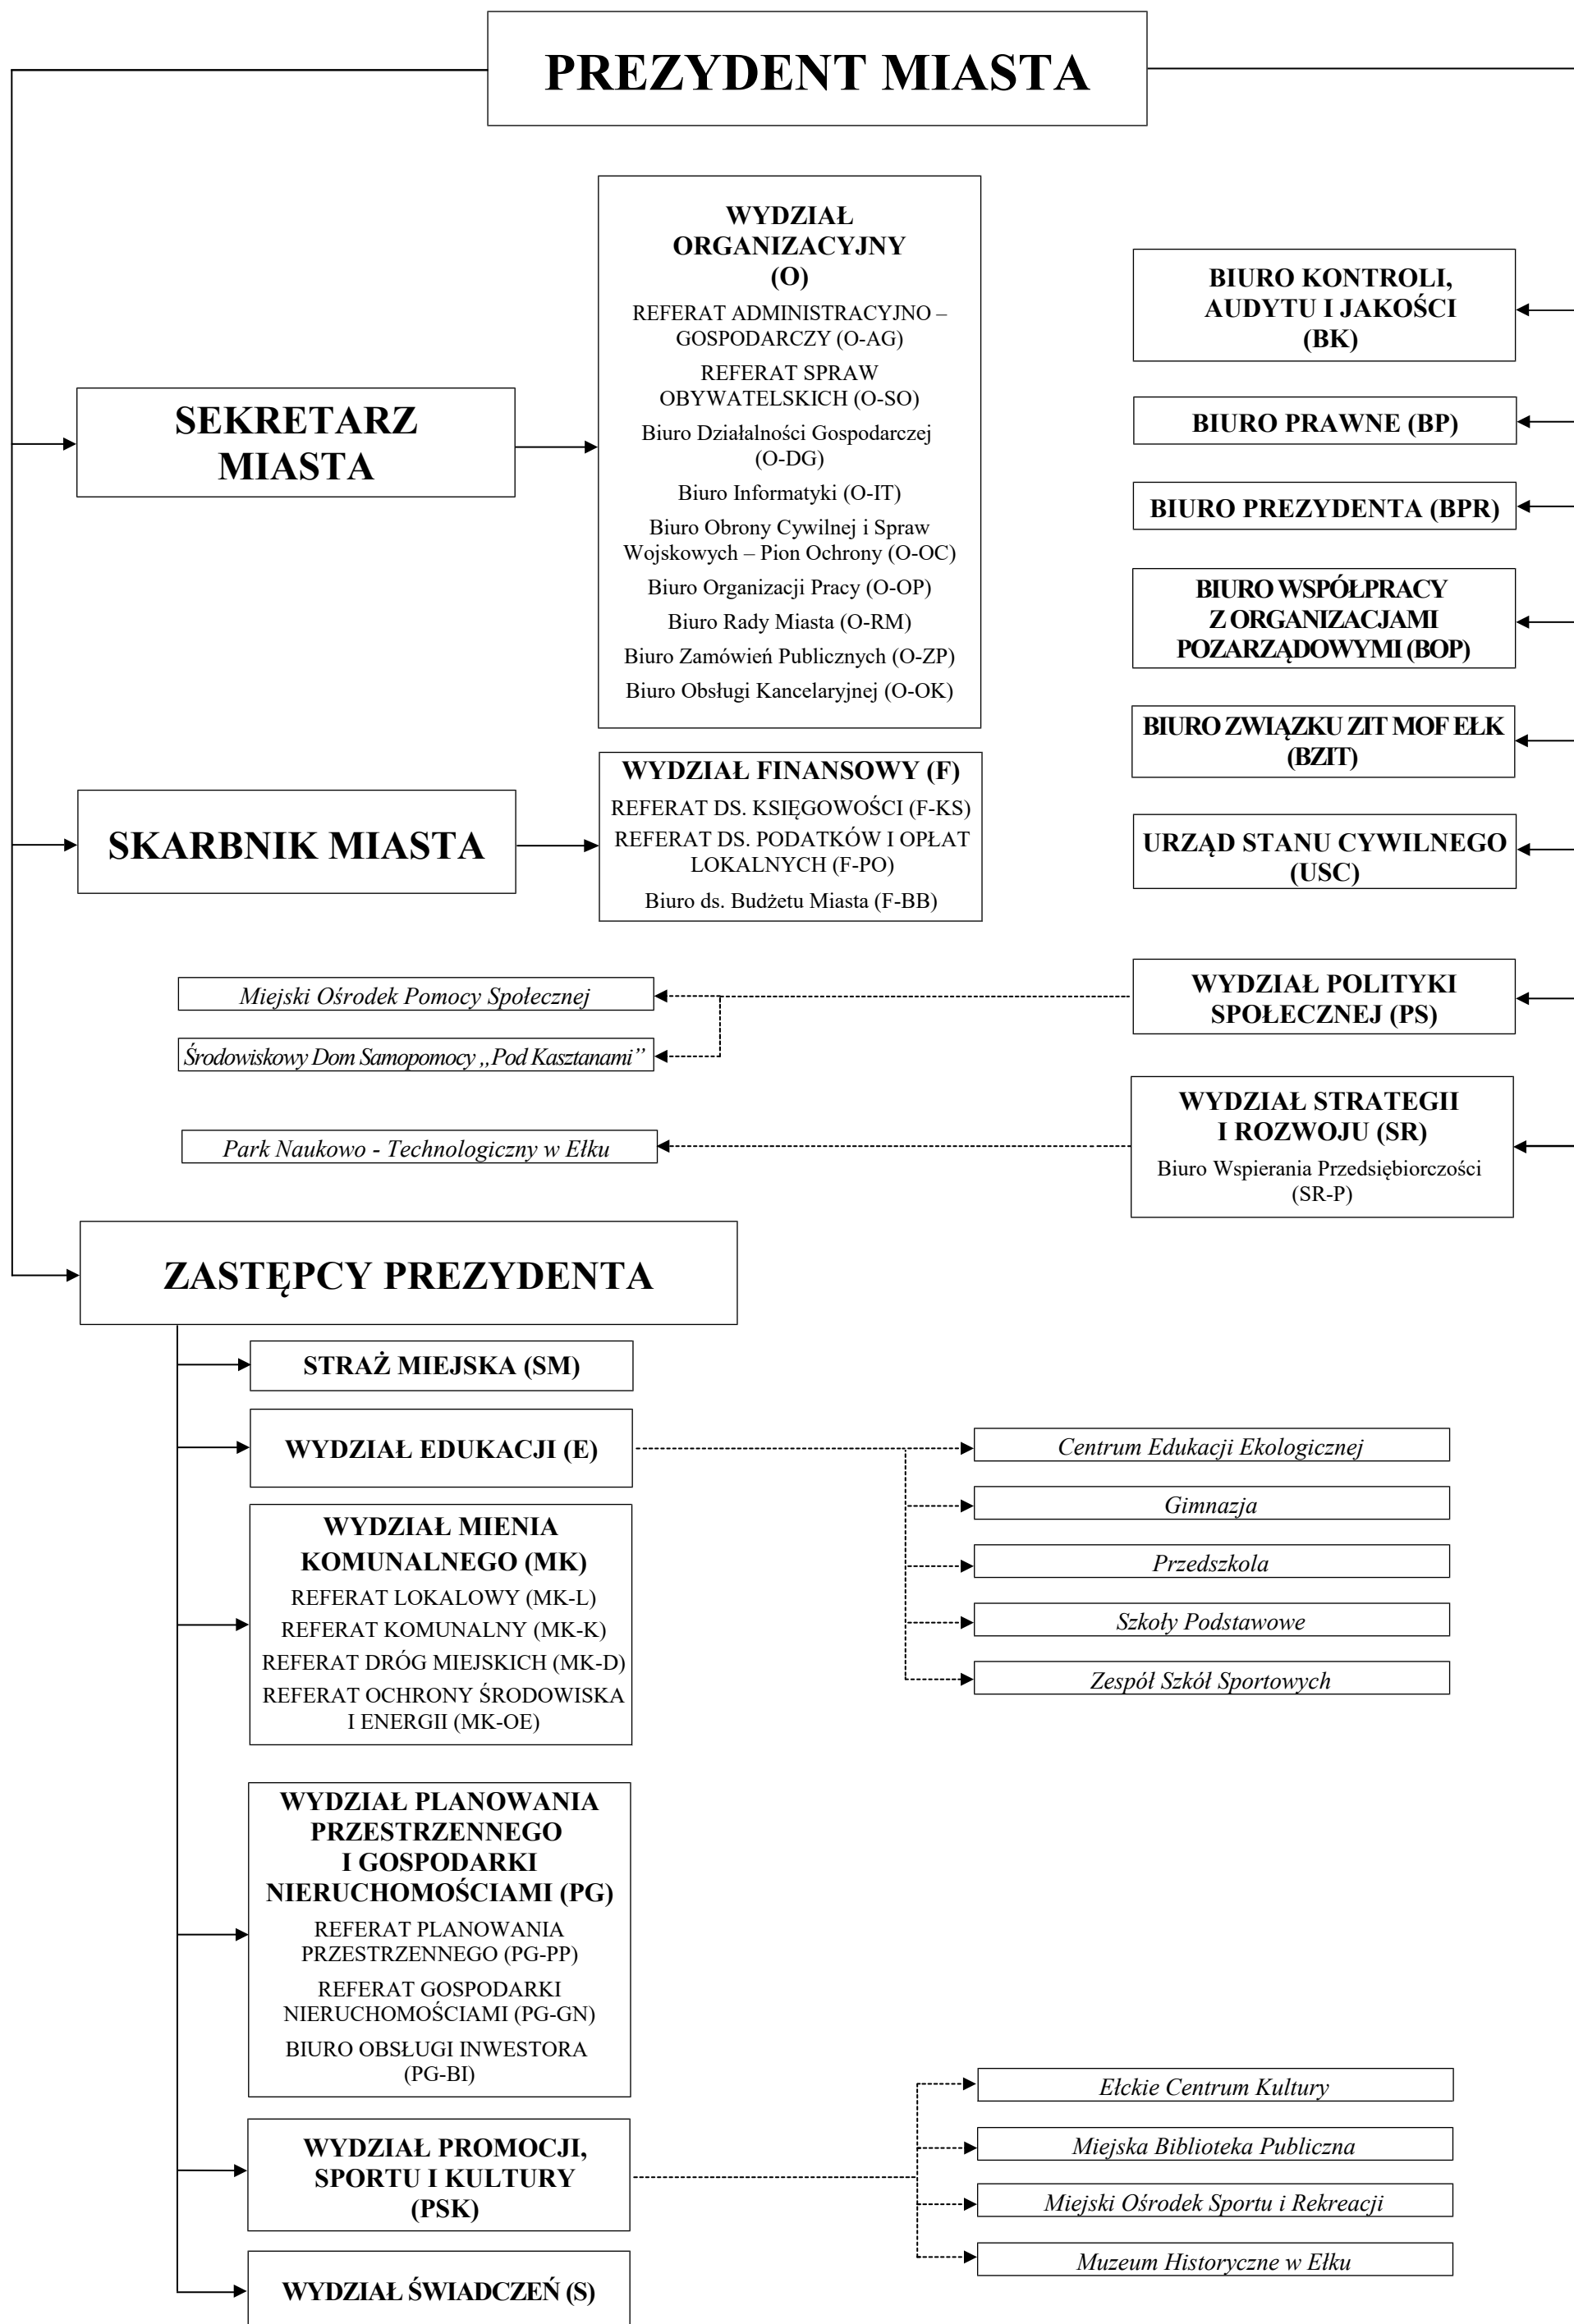 PREZYDENT MIASTA
WYDZIAŁ
ORGANIZACYJNY
(O)
REFERAT ADMINISTRACYJNO –
GOSPODARCZY (O-AG)
REFERAT SPRAW
OBYWATELSKICH (O-SO)
Biuro Działalności Gospodarczej
(O-DG)
Biuro Informatyki (O-IT)
Biuro Obrony Cywilnej i Spraw
Wojskowych – Pion Ochrony (O-OC)
Biuro Organizacji Pracy (O-OP)
Biuro Rady Miasta (O-RM)
Biuro Zamówień Publicznych (O-ZP)
Biuro Obsługi Kancelaryjnej (O-OK)
SEKRETARZ
MIASTA
BIURO KONTROLI,
AUDYTU I JAKOŚCI
(BK)
BIURO PRAWNE (BP)
BIURO PREZYDENTA (BPR)
BIURO WSPÓŁPRACY
Z ORGANIZACJAMI
POZARZĄDOWYMI (BOP)
BIURO ZWIĄZKU ZIT MOF EŁK
(BZIT)
URZĄD STANU CYWILNEGO
(USC)
SKARBNIK MIASTA
WYDZIAŁ FINANSOWY (F)
REFERAT DS. KSIĘGOWOŚCI (F-KS)
REFERAT DS. PODATKÓW I OPŁAT
LOKALNYCH (F-PO)
Biuro ds. Budżetu Miasta (F-BB)
WYDZIAŁ POLITYKI
SPOŁECZNEJ (PS)
Miejski Ośrodek Pomocy Społecznej
Środowiskowy Dom Samopomocy „Pod Kasztanami”
WYDZIAŁ STRATEGII
I ROZWOJU (SR)
Biuro Wspierania Przedsiębiorczości
(SR-P)
Park Naukowo - Technologiczny w Ełku
ZASTĘPCY PREZYDENTA
STRAŻ MIEJSKA (SM)
WYDZIAŁ EDUKACJI (E)
Centrum Edukacji Ekologicznej
Gimnazja
Przedszkola
Szkoły Podstawowe
Zespół Szkół Sportowych
WYDZIAŁ MIENIA
KOMUNALNEGO (MK)
REFERAT LOKALOWY (MK-L)
REFERAT KOMUNALNY (MK-K)
REFERAT DRÓG MIEJSKICH (MK-D)
REFERAT OCHRONY ŚRODOWISKA
I ENERGII (MK-OE)
WYDZIAŁ PLANOWANIA
PRZESTRZENNEGO
I GOSPODARKI
NIERUCHOMOŚCIAMI (PG)
REFERAT PLANOWANIA
PRZESTRZENNEGO (PG-PP)
REFERAT GOSPODARKI
NIERUCHOMOŚCIAMI (PG-GN)
BIURO OBSŁUGI INWESTORA
(PG-BI)
WYDZIAŁ PROMOCJI,
SPORTU I KULTURY
(PSK)
Ełckie Centrum Kultury
Miejska Biblioteka Publiczna
Miejski Ośrodek Sportu i Rekreacji
Muzeum Historyczne w Ełku
WYDZIAŁ ŚWIADCZEŃ (S)